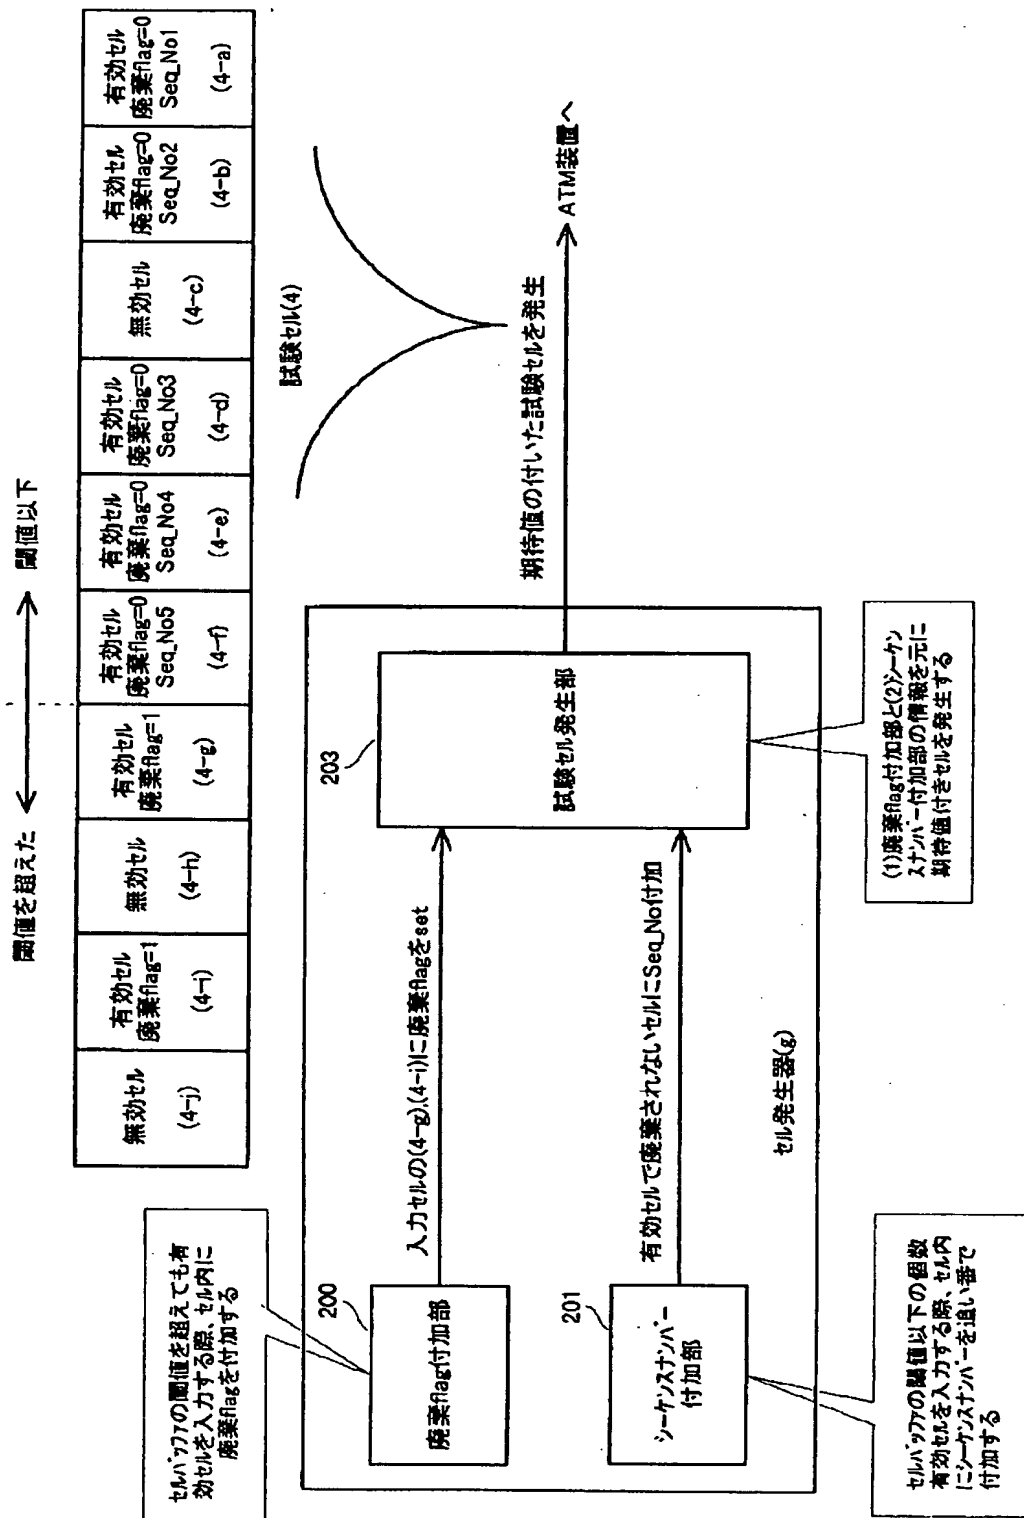 閾値を超えた
閾値以下
無効セル
(4-j)
有効セル
廃棄flag=1
(4-i)
無効セル
(4-h)
有効セル
廃棄flag=1
(4-g)
有効セル
廃棄flag=0
Seq_No5
(4-f)
有効セル
廃棄flag=0
Seq_No4
(4-e)
有効セル
廃棄flag=0
Seq_No3
(4-d)
無効セル
(4-c)
有効セル
廃棄flag=0
Seq_No2
(4-b)
有効セル
廃棄flag=0
Seq_No1
(4-a)
試験セル(4)
セルバッファの閾値を超えても有
効セルを入力する際、セル内に
廃棄flagを付加する
200
廃棄flag付加部
入力セルの(4-g),(4-i)に廃棄flagをset
203
試験セル発生部
期待値の付いた試験セルを発生
ATM装置へ
201
シーケンスナンバー
付加部
有効セルで廃棄されないセルにSeq_No付加
セル発生器(g)
セルバッファの閾値以下の個数
有効セルを入力する際、セル内
にシーケンスナンバーを追い番で
付加する
(1)廃棄flag付加部と(2)シーケン
スナンバー付加部の情報を元に
期待値付きセルを発生する